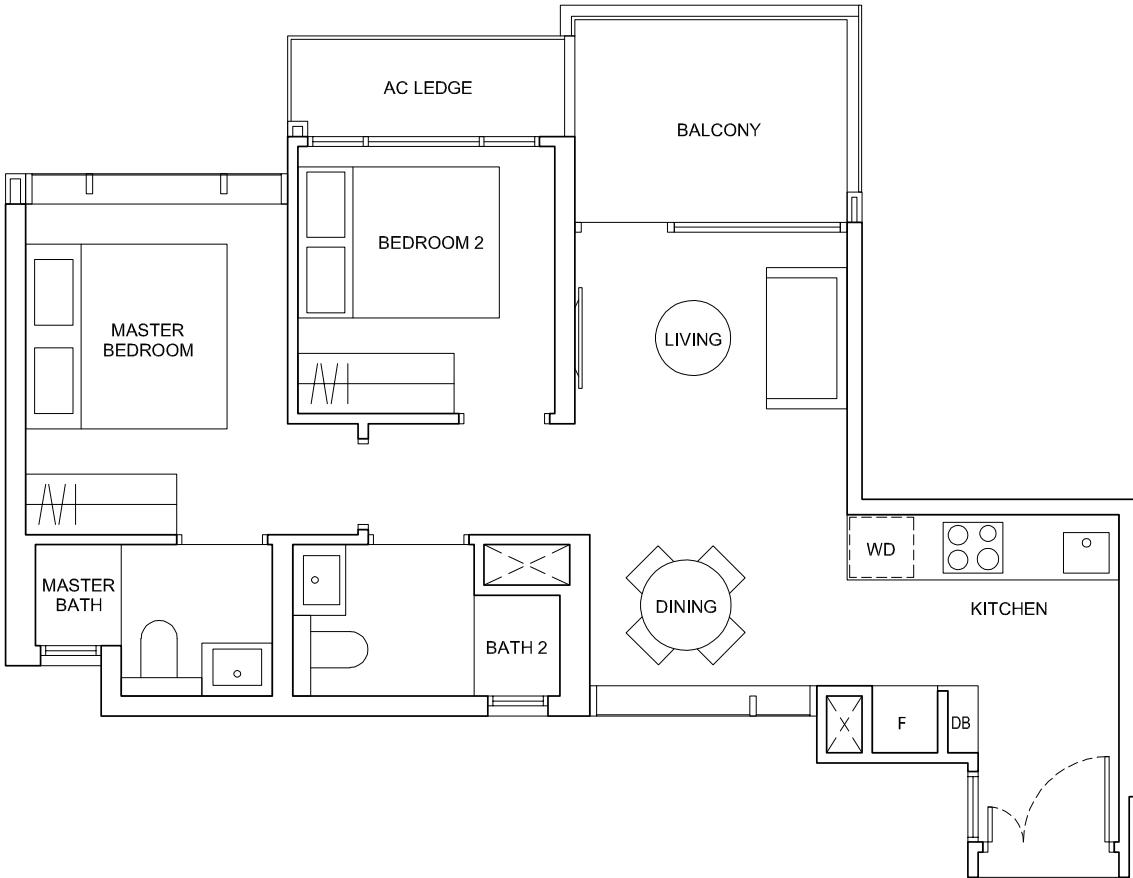 AC LEDGE
BALCONY
BEDROOM 2
MASTER
BEDROOM
LIVING
WD
KITCHEN
MASTER
BATH
DINING
BATH 2
F
DB